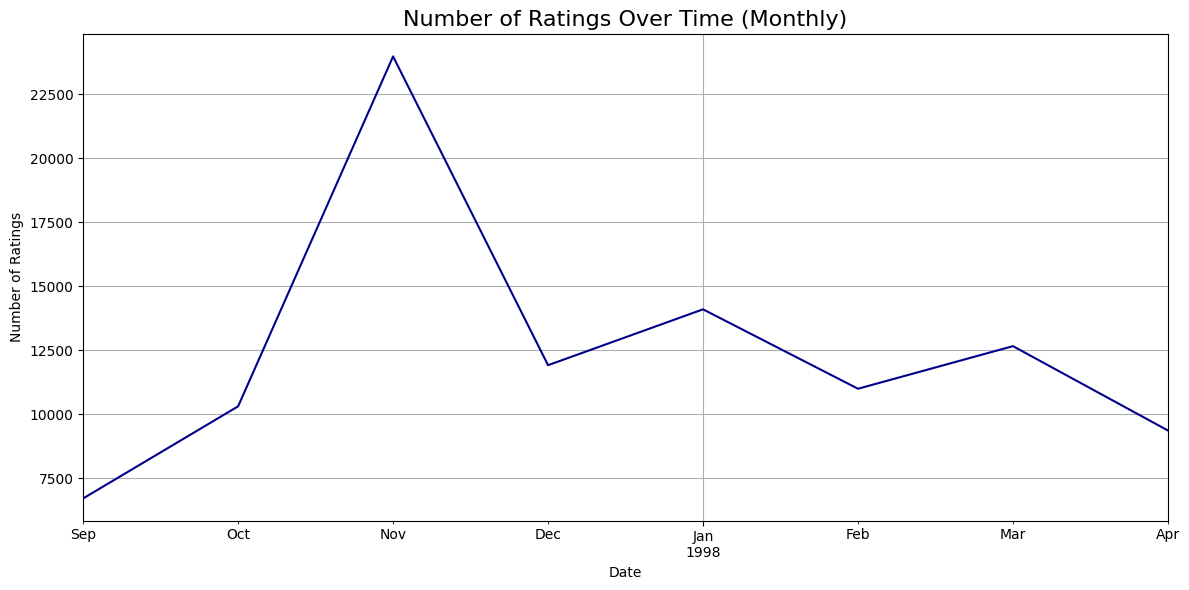 Number of Ratings Over Time (Monthly)
Number of Ratings
22500
20000
17500
15000
12500
10000
7500
Sep Oct Nov Dec Jan Feb Mar Apr
1998
Date